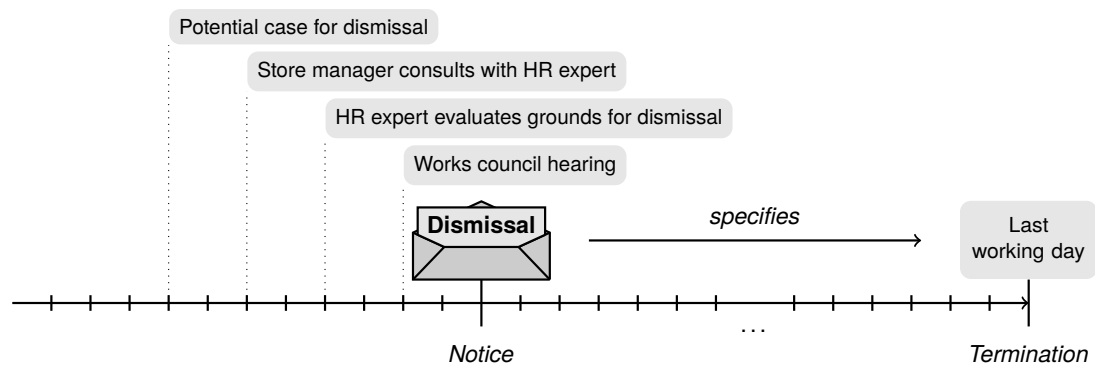 Potential case for dismissal
Store manager consults with HR expert
HR expert evaluates grounds for dismissal
Works council hearing
Dismissal
specifies
Last
working day
...
Notice
Termination